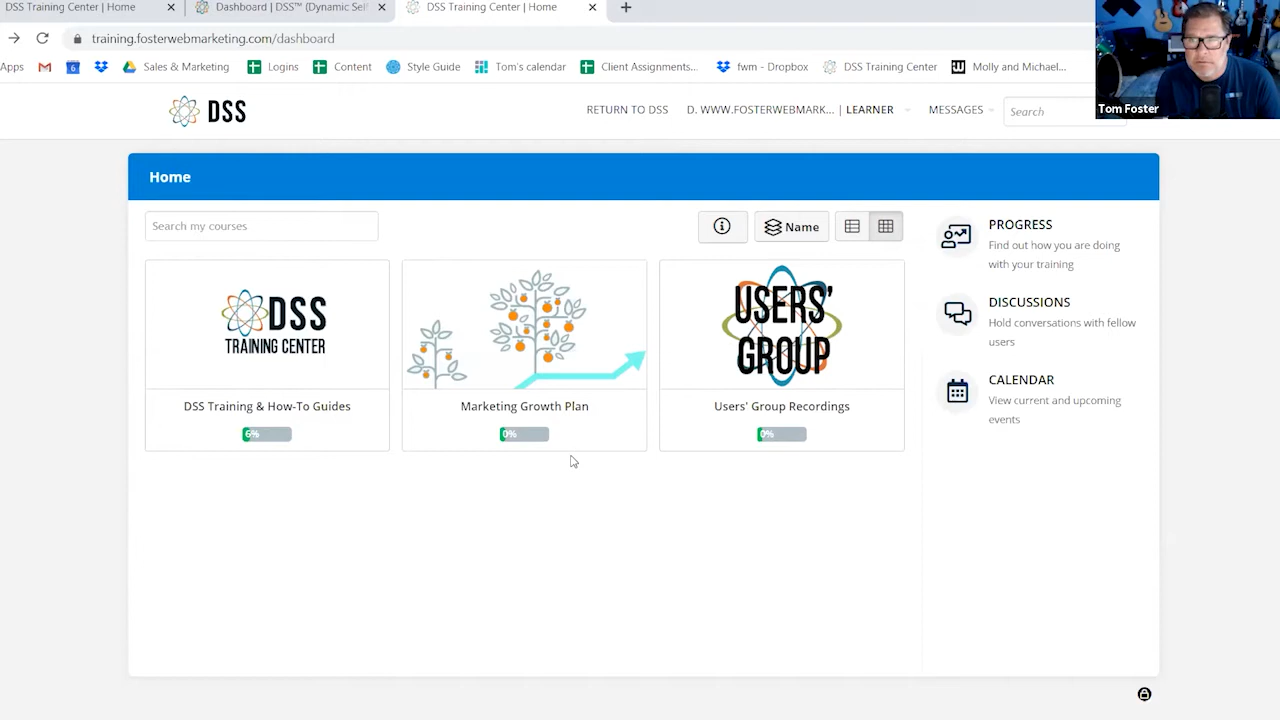 DSS Training Center | Home
Dashboard | DSS™ (Dynamic Sel
DSS Training Center | Home
training.fosterwebmarketing.com/dashboard
Apps
Sales & Marketing
Logins
Content
Style Guide
Tom's calendar
Client Assignments...
fwm - Dropbox
DSS Training Center
Molly and Michael...
Tom Foster
DSS
RETURN TO DSS
D. WWW.FOSTERWEBMARK... | LEARNER
MESSAGES
Search
Home
Search my courses
Name
DSS
TRAINING CENTER
USERS'
GROUP
DSS Training & How-To Guides
Marketing Growth Plan
Users' Group Recordings
6%
0%
0%
PROGRESS
Find out how you are doing
with your training
DISCUSSIONS
Hold conversations with fellow
users
CALENDAR
View current and upcoming
events